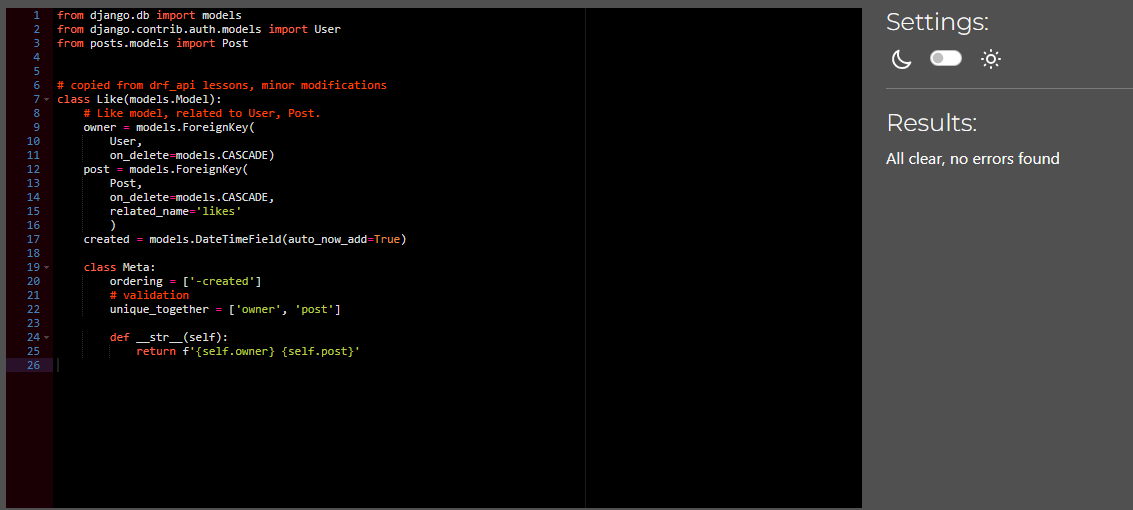 1 from django.db import models
2 from django.contrib.auth.models import User
3 from posts.models import Post
4
5
6 # copied from drf_api lessons, minor modifications
7 class Like(models.Model):
8     # Like model, related to User, Post.
9     owner = models.ForeignKey(
10         User,
11         on_delete=models.CASCADE)
12     post = models.ForeignKey(
13         Post,
14         on_delete=models.CASCADE,
15         related_name='likes'
16         )
17     created = models.DateTimeField(auto_now_add=True)
18
19     class Meta:
20         ordering = ['-created']
21         # validation
22         unique_together = ['owner', 'post']
23
24         def __str__(self):
25             return f'{self.owner} {self.post}'
26
Settings:
Results:
All clear, no errors found